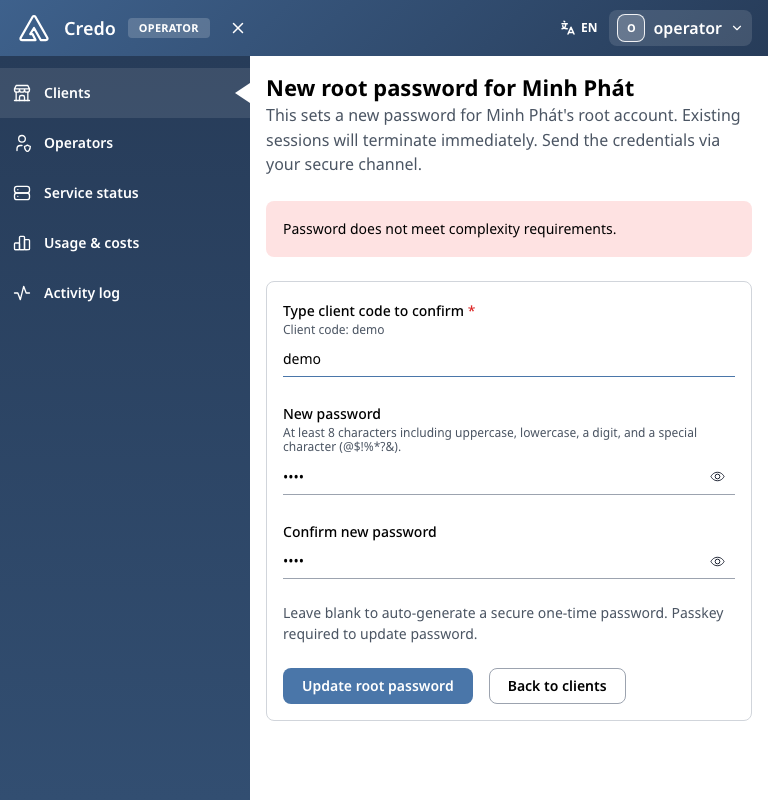 Credo
OPERATOR
EN
O
operator
Clients
Operators
Service status
Usage & costs
Activity log
New root password for Minh Phát
This sets a new password for Minh Phát's root account. Existing
sessions will terminate immediately. Send the credentials via
your secure channel.
Password does not meet complexity requirements.
Type client code to confirm *
Client code: demo
demo
New password
At least 8 characters including uppercase, lowercase, a digit, and a special
character (@$!%*?&).
••••
Confirm new password
••••
Leave blank to auto-generate a secure one-time password. Passkey
required to update password.
Update root password
Back to clients